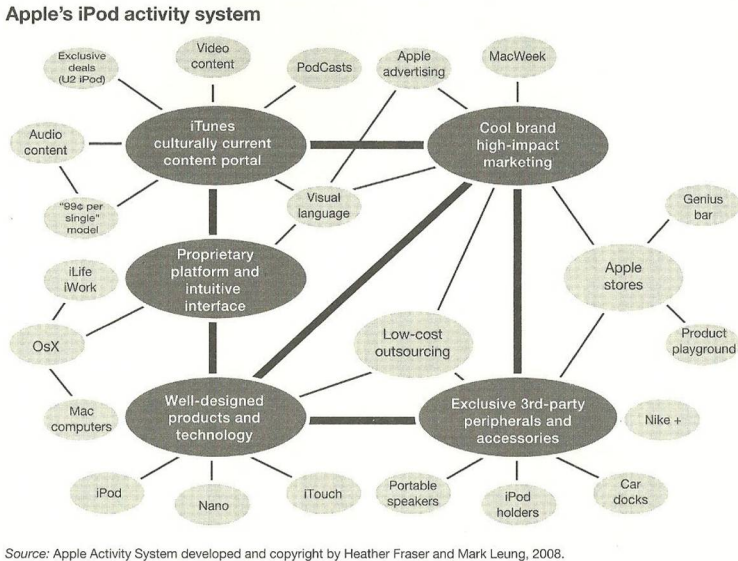 Apple's iPod activity system
Exclusive
deals
(U2 iPod)
Video
content
PodCasts
Apple
advertising
MacWeek
Audio
content
iTunes
culturally current
content portal
Cool brand
high-impact
marketing
"99¢ per
single"
model
Visual
language
Genius
bar
iLife
iWork
Proprietary
platform and
intuitive
interface
Apple
stores
OsX
Low-cost
outsourcing
Product
playground
Mac
computers
Well-designed
products and
technology
Exclusive 3rd-party
peripherals and
accessories
Nike +
iPod
Nano
iTouch
Portable
speakers
iPod
holders
Car
docks
Source: Apple Activity System developed and copyright by Heather Fraser and Mark Leung, 2008.